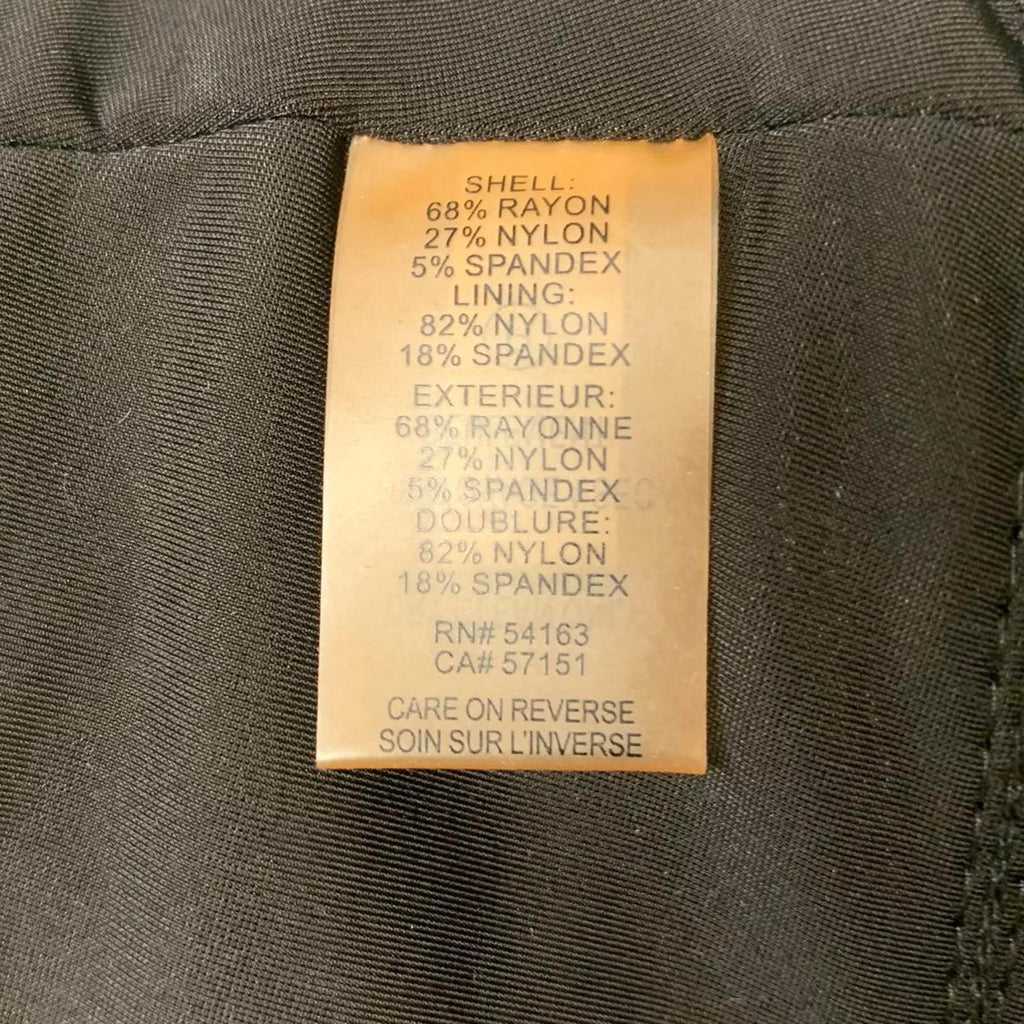 SHELL:
68% RAYON
27% NYLON
5% SPANDEX
LINING:
82% NYLON
18% SPANDEX
EXTERIEUR:
68% RAYONNE
27% NYLON
5% SPANDEX
DOUBLURE:
82% NYLON
18% SPANDEX
RN# 54163
CA# 57151
CARE ON REVERSE
SOIN SUR L'INVERSE